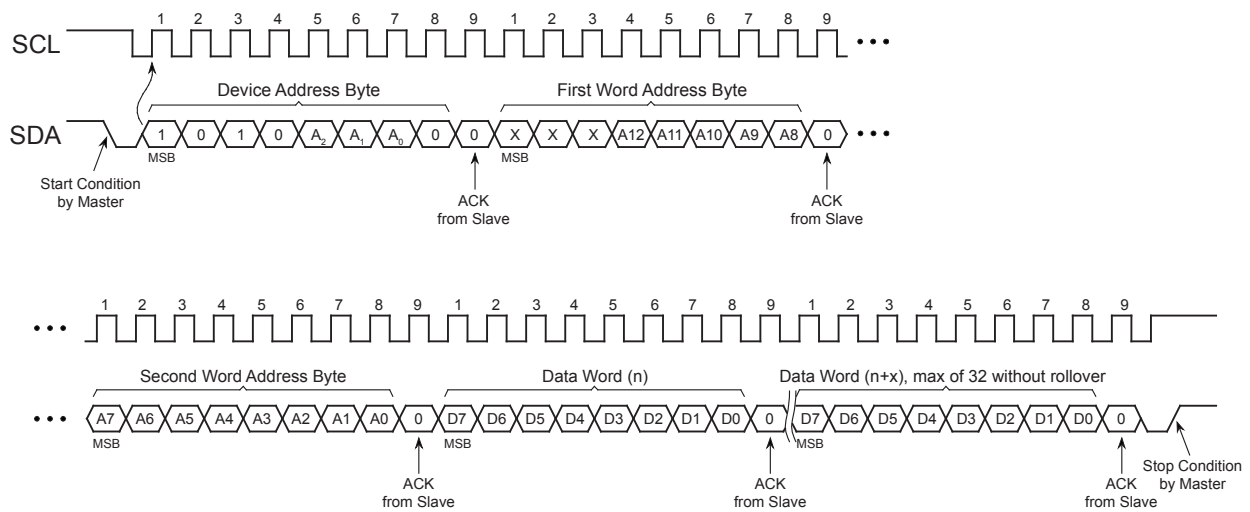 1 2 3 4 5 6 7 8 9 1 2 3 4 5 6 7 8 9
SCL
Device Address Byte First Word Address Byte
SDA 1 0 1 0 A2 A1 A0 0 0 X X X A12 A11 A10 A9 A8 0
MSB MSB
Start Condition
by Master
ACK
from Slave
ACK
from Slave
1 2 3 4 5 6 7 8 9 1 2 3 4 5 6 7 8 9 1 2 3 4 5 6 7 8 9
Second Word Address Byte Data Word (n) Data Word (n+x), max of 32 without rollover
A7 A6 A5 A4 A3 A2 A1 A0 0 D7 D6 D5 D4 D3 D2 D1 D0 0 D7 D6 D5 D4 D3 D2 D1 D0 0
MSB MSB MSB
ACK
from Slave
ACK
from Slave
ACK
from Slave
Stop Condition
by Master